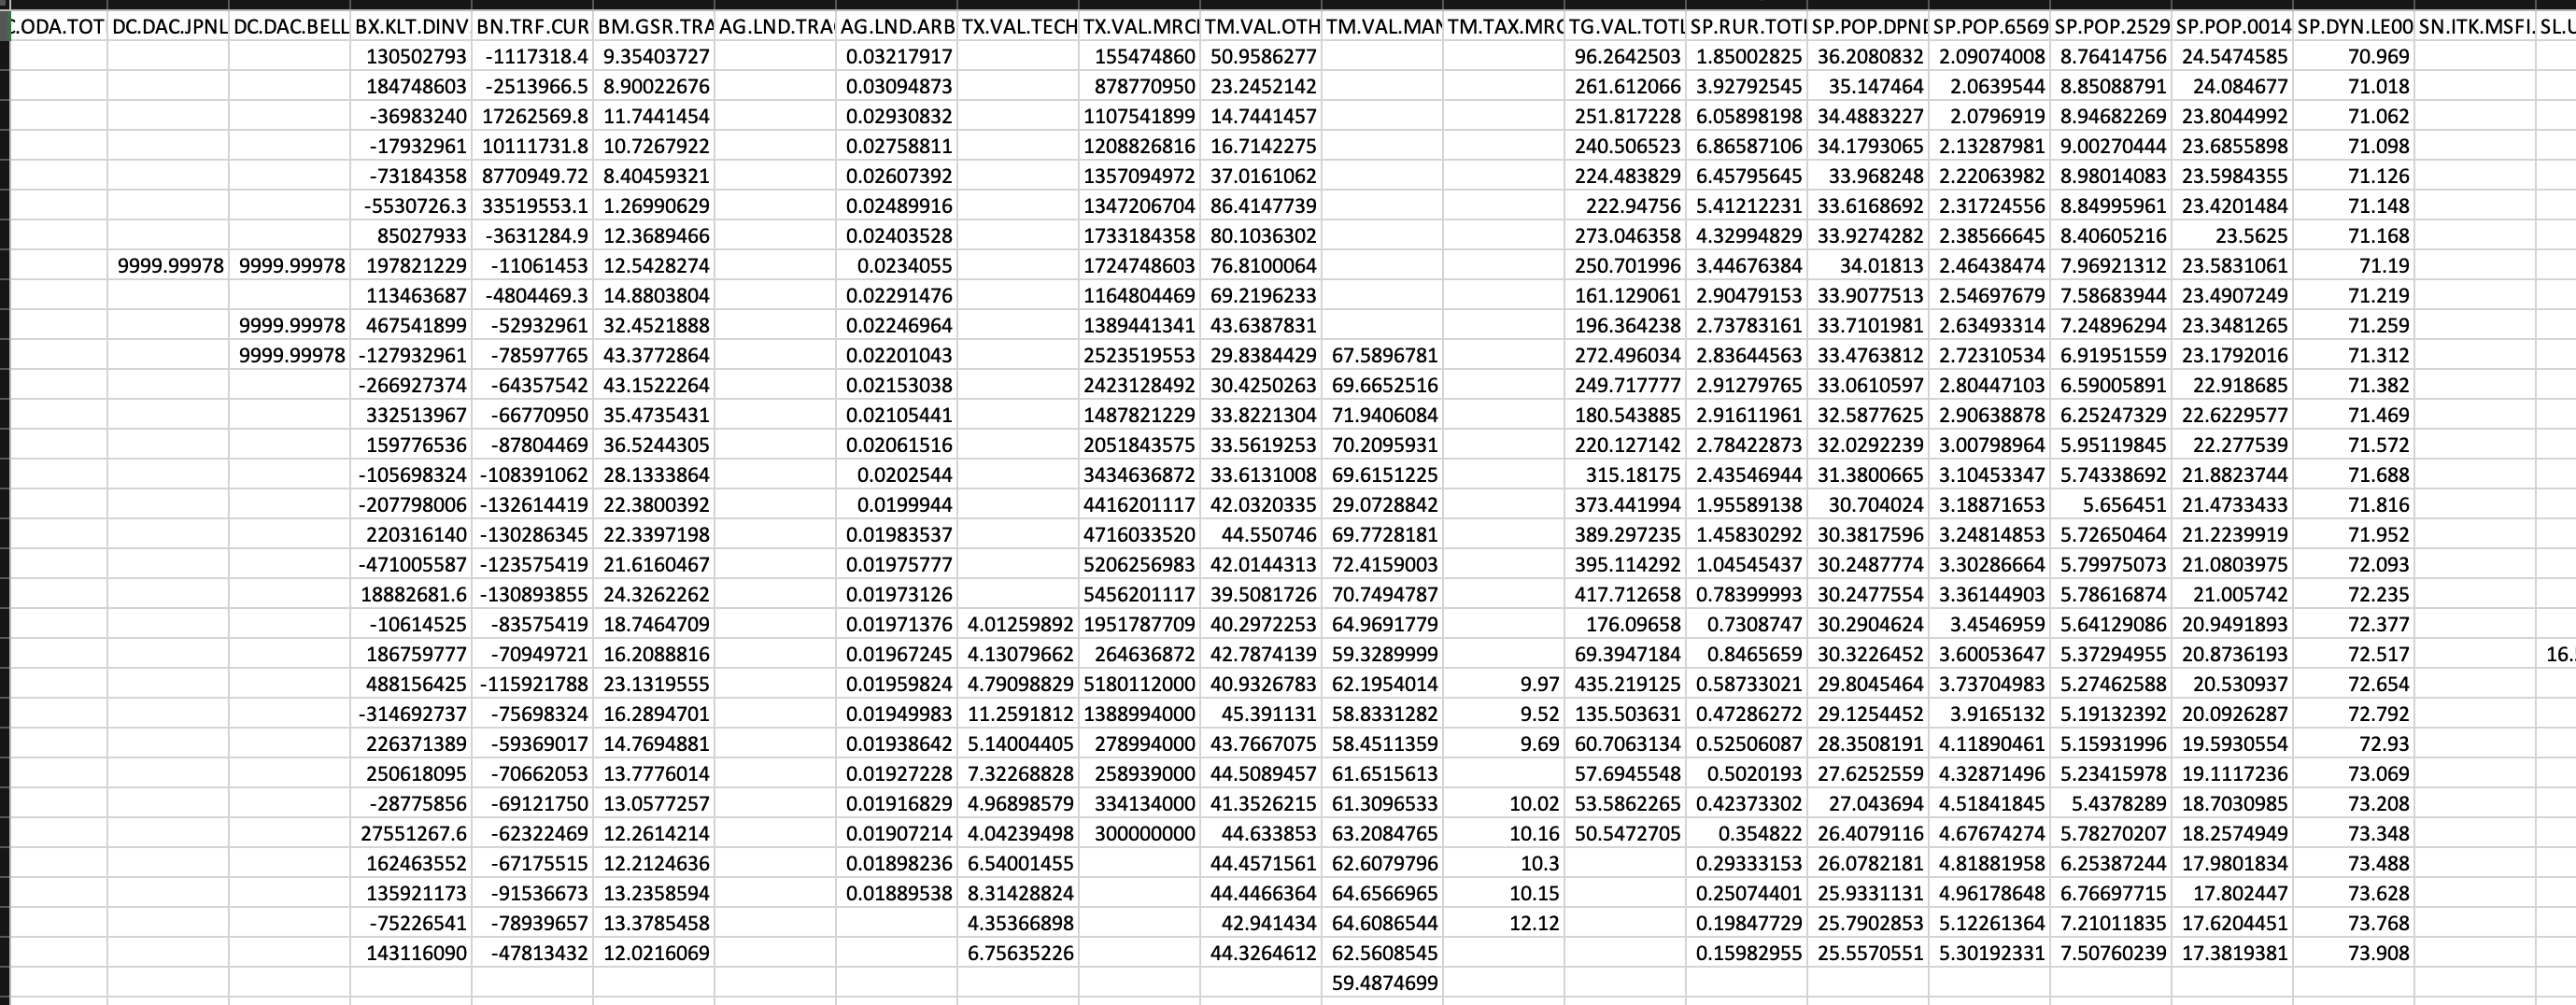 .ODA.TOT DC.DAC.JPNL DC.DAC.BELL BX.KLT.DINV. BN.TRF.CUR BM.GSR.TRA AG.LND.TRA AG.LND.ARB TX.VAL.TECH TX.VAL.MRC TM.VAL.OTH TM.VAL.MAN TM.TAX.MRC TG.VAL.TOTL SP.RUR.TOTL SP.POP.DPND SP.POP.6569 SP.POP.2529 SP.POP.0014 SP.DYN.LE00 SN.ITK.MSFI. SL.U
130502793 -1117318.4 9.35403727 0.03217917 155474860 50.9586277 96.2642503 1.85002825 36.2080832 2.09074008 8.76414756 24.5474585 70.969
184748603 -2513966.5 8.90022676 0.03094873 878770950 23.2452142 261.612066 3.92792545 35.147464 2.0639544 8.85088791 24.084677 71.018
-36983240 17262569.8 11.7441454 0.02930832 1107541899 14.7441457 251.817228 6.05898198 34.4883227 2.0796919 8.94682269 23.8044992 71.062
-17932961 10111731.8 10.7267922 0.02758811 1208826816 16.7142275 240.506523 6.86587106 34.1793065 2.13287981 9.00270444 23.6855898 71.098
-73184358 8770949.72 8.40459321 0.02607392 1357094972 37.0161062 224.483829 6.45795645 33.968248 2.22063982 8.98014083 23.5984355 71.126
-5530726.3 33519553.1 1.26990629 0.02489916 1347206704 86.4147739 222.94756 5.41212231 33.6168692 2.31724556 8.84995961 23.4201484 71.148
85027933 -3631284.9 12.3689466 0.02403528 1733184358 80.1036302 273.046358 4.32994829 33.9274282 2.38566645 8.40605216 23.5625 71.168
9999.99978 9999.99978 197821229 -11061453 12.5428274 0.0234055 1724748603 76.8100064 250.701996 3.44676384 34.01813 2.46438474 7.96921312 23.5831061 71.19
113463687 -4804469.3 14.8803804 0.02291476 1164804469 69.2196233 161.129061 2.90479153 33.9077513 2.54697679 7.58683944 23.4907249 71.219
9999.99978 467541899 -52932961 32.4521888 0.02246964 1389441341 43.6387831 196.364238 2.73783161 33.7101981 2.63493314 7.24896294 23.3481265 71.259
9999.99978 -127932961 -78597765 43.3772864 0.02201043 2523519553 29.8384429 67.5896781 272.496034 2.83644563 33.4763812 2.72310534 6.91951559 23.1792016 71.312
-266927374 -64357542 43.1522264 0.02153038 2423128492 30.4250263 69.6652516 249.717777 2.91279765 33.0610597 2.80447103 6.59005891 22.918685 71.382
332513967 -66770950 35.4735431 0.02105441 1487821229 33.8221304 71.9406084 180.543885 2.91611961 32.5877625 2.90638878 6.25247329 22.6229577 71.469
159776536 -87804469 36.5244305 0.02061516 2051843575 33.5619253 70.2095931 220.127142 2.78422873 32.0292239 3.00798964 5.95119845 22.277539 71.572
-105698324 -108391062 28.1333864 0.0202544 3434636872 33.6131008 69.6151225 315.18175 2.43546944 31.3800665 3.10453347 5.74338692 21.8823744 71.688
-207798006 -132614419 22.3800392 0.0199944 4416201117 42.0320335 29.0728842 373.441994 1.95589138 30.704024 3.18871653 5.656451 21.4733433 71.816
220316140 -130286345 22.3397198 0.01983537 4716033520 44.550746 69.7728181 389.297235 1.45830292 30.3817596 3.24814853 5.72650464 21.2239919 71.952
-471005587 -123575419 21.6160467 0.01975777 5206256983 42.0144313 72.4159003 395.114292 1.04545437 30.2487774 3.30286664 5.79975073 21.0803975 72.093
18882681.6 -130893855 24.3262262 0.01973126 5456201117 39.5081726 70.7494787 417.712658 0.78399993 30.2477554 3.36144903 5.78616874 21.005742 72.235
-10614525 -83575419 18.7464709 0.01971376 4.01259892 1951787709 40.2972253 64.9691779 176.09658 0.7308747 30.2904624 3.4546959 5.64129086 20.9491893 72.377
186759777 -70949721 16.2088816 0.01967245 4.13079662 264636872 42.7874139 59.3289999 69.3947184 0.8465659 30.3226452 3.60053647 5.37294955 20.8736193 72.517 16.
488156425 -115921788 23.1319555 0.01959824 4.79098829 5180112000 40.9326783 62.1954014 9.97 435.219125 0.58733021 29.8045464 3.73704983 5.27462588 20.530937 72.654
-314692737 -75698324 16.2894701 0.01949983 11.2591812 1388994000 45.391131 58.8331282 9.52 135.503631 0.47286272 29.1254452 3.9165132 5.19132392 20.0926287 72.792
226371389 -59369017 14.7694881 0.01938642 5.14004405 278994000 43.7667075 58.4511359 9.69 60.7063134 0.52506087 28.3508191 4.11890461 5.15931996 19.5930554 72.93
250618095 -70662053 13.7776014 0.01927228 7.32268828 258939000 44.5089457 61.6515613 57.6945548 0.5020193 27.6252559 4.32871496 5.23415978 19.1117236 73.069
-28775856 -69121750 13.0577257 0.01916829 4.96898579 334134000 41.3526215 61.3096533 10.02 53.5862265 0.42373302 27.043694 4.51841845 5.4378289 18.7030985 73.208
27551267.6 -62322469 12.2614214 0.01907214 4.04239498 300000000 44.633853 63.2084765 10.16 50.5472705 0.354822 26.4079116 4.67674274 5.78270207 18.2574949 73.348
162463552 -67175515 12.2124636 0.01898236 6.54001455 44.4571561 62.6079796 10.3 0.29333153 26.0782181 4.81881958 6.25387244 17.9801834 73.488
135921173 -91536673 13.2358594 0.01889538 8.31428824 44.4466364 64.6566965 10.15 0.25074401 25.9331131 4.96178648 6.76697715 17.802447 73.628
-75226541 -78939657 13.3785458 4.35366898 42.941434 64.6086544 12.12 0.19847729 25.7902853 5.12261364 7.21011835 17.6204451 73.768
143116090 -47813432 12.0216069 6.75635226 44.3264612 62.5608545 0.15982955 25.5570551 5.30192331 7.50760239 17.3819381 73.908
59.4874699